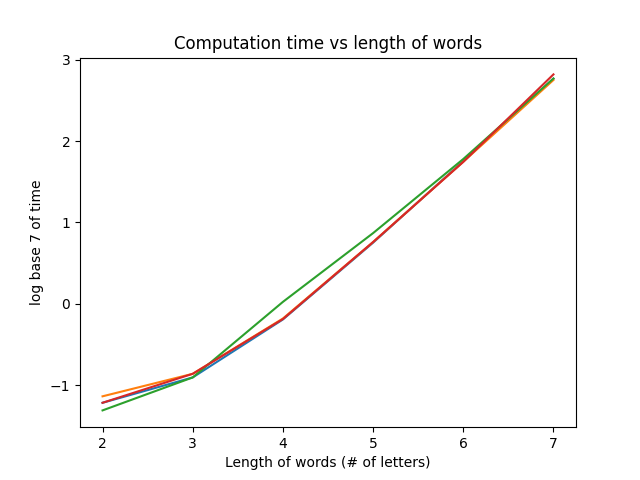 Computation time vs length of words
3
2
1
0
−1
log base 7 of time
2 3 4 5 6 7
Length of words (# of letters)